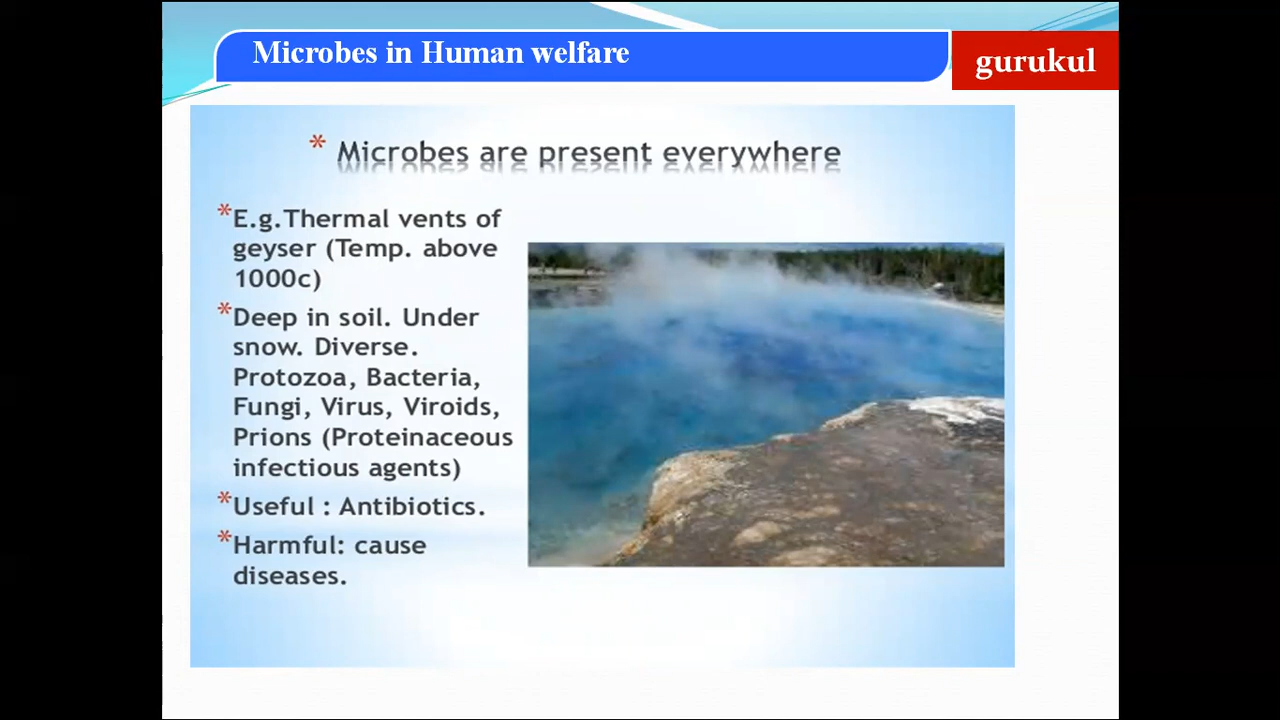 Microbes in Human welfare
gurukul
* Microbes are present everywhere
*E.g.Thermal vents of
geyser (Temp. above
1000c)
*Deep in soil. Under
snow. Diverse.
Protozoa, Bacteria,
Fungi, Virus, Viroids,
Prions (Proteinaceous
infectious agents)
*Useful : Antibiotics.
*Harmful: cause
diseases.